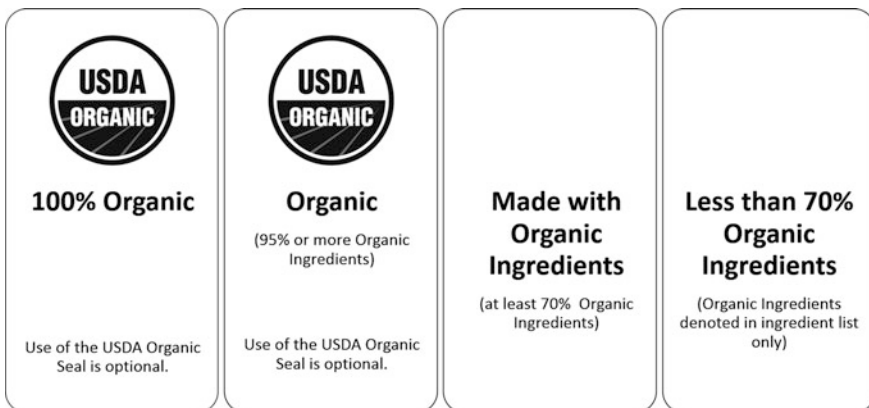 USDA
ORGANIC
100% Organic
Use of the USDA Organic
Seal is optional.
USDA
ORGANIC
Organic
(95% or more Organic
Ingredients)
Use of the USDA Organic
Seal is optional.
Made with
Organic
Ingredients
(at least 70% Organic
Ingredients)
Less than 70%
Organic
Ingredients
(Organic Ingredients
denoted in ingredient list
only)